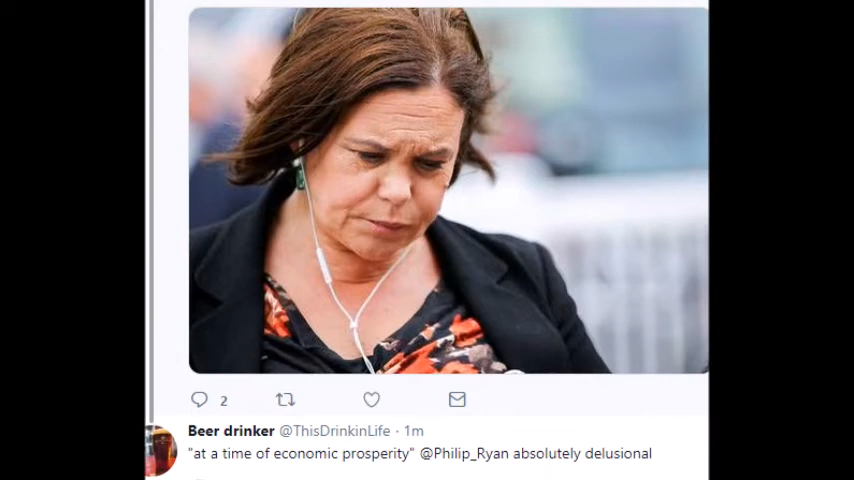 2
Beer drinker @ThisDrinkinLife · 1m
"at a time of economic prosperity" @Philip_Ryan absolutely delusional